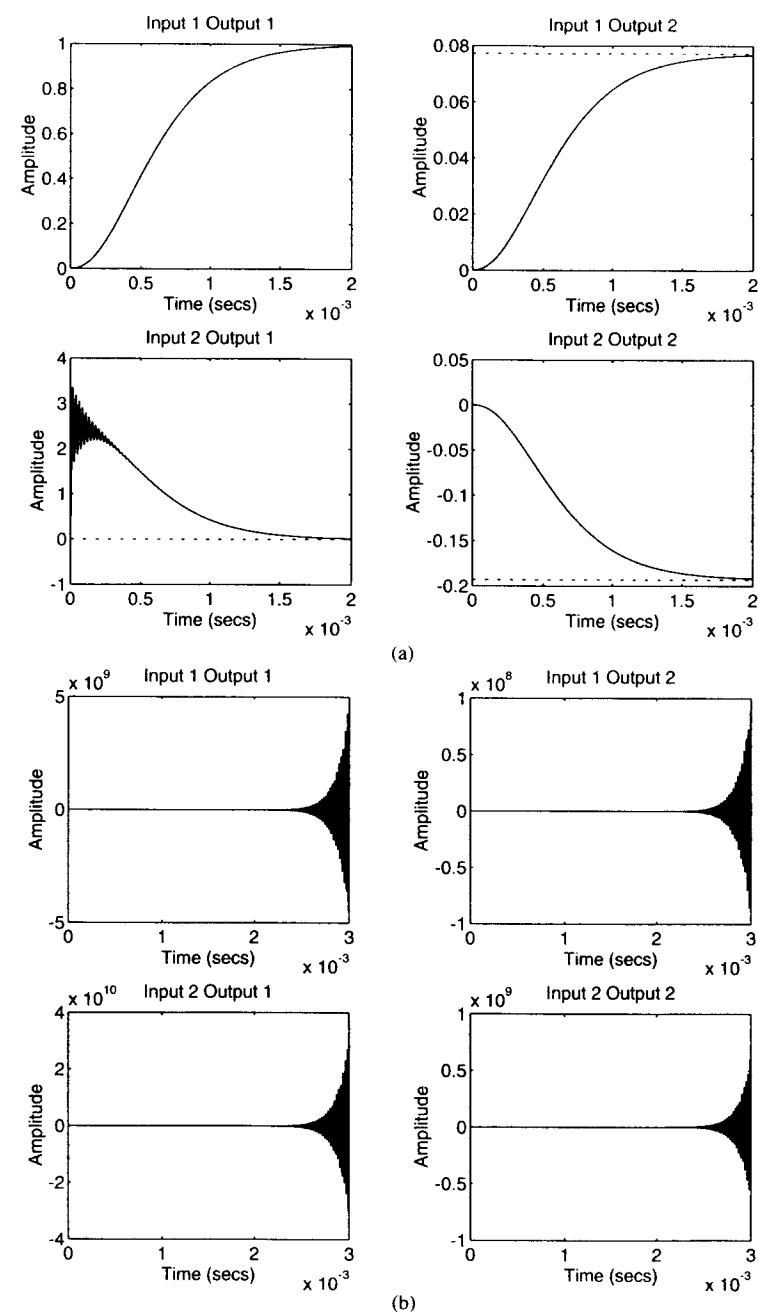 Input 1 Output 1
Input 1 Output 2
1
0.8
0.6
0.4
0.2
0
Amplitude
0 0.5 1 1.5 2
Time (secs)
x 10-3
0.08
0.06
0.04
0.02
0
Amplitude
0 0.5 1 1.5 2
Time (secs)
x 10-3
Input 2 Output 1
Input 2 Output 2
4
3
2
1
0
-1
Amplitude
0 0.5 1 1.5 2
Time (secs)
x 10-3
0.05
0
-0.05
-0.1
-0.15
-0.2
Amplitude
0 0.5 1 1.5 2
Time (secs)
x 10-3
(a)
x 10^9
Input 1 Output 1
5
0
-5
Amplitude
0 1 2 3
Time (secs)
x 10-3
x 10^8
Input 1 Output 2
1
0.5
0
-0.5
-1
Amplitude
0 1 2 3
Time (secs)
x 10-3
x 10^10
Input 2 Output 1
4
2
0
-2
-4
Amplitude
0 1 2 3
Time (secs)
x 10-3
x 10^9
Input 2 Output 2
1
0.5
0
-0.5
-1
Amplitude
0 1 2 3
Time (secs)
x 10-3
(b)